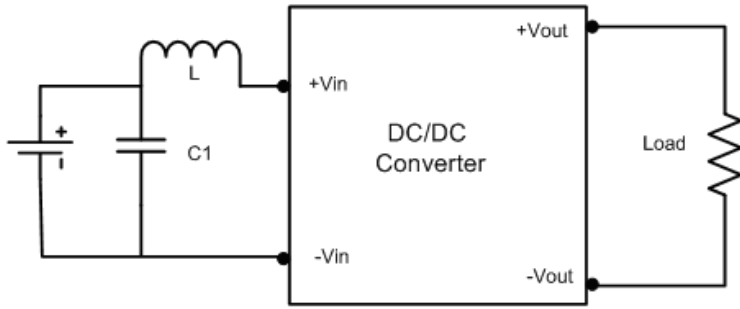 +Vout
L
+Vin
+
DC/DC
Converter
C1
Load
-
-Vin
-Vout